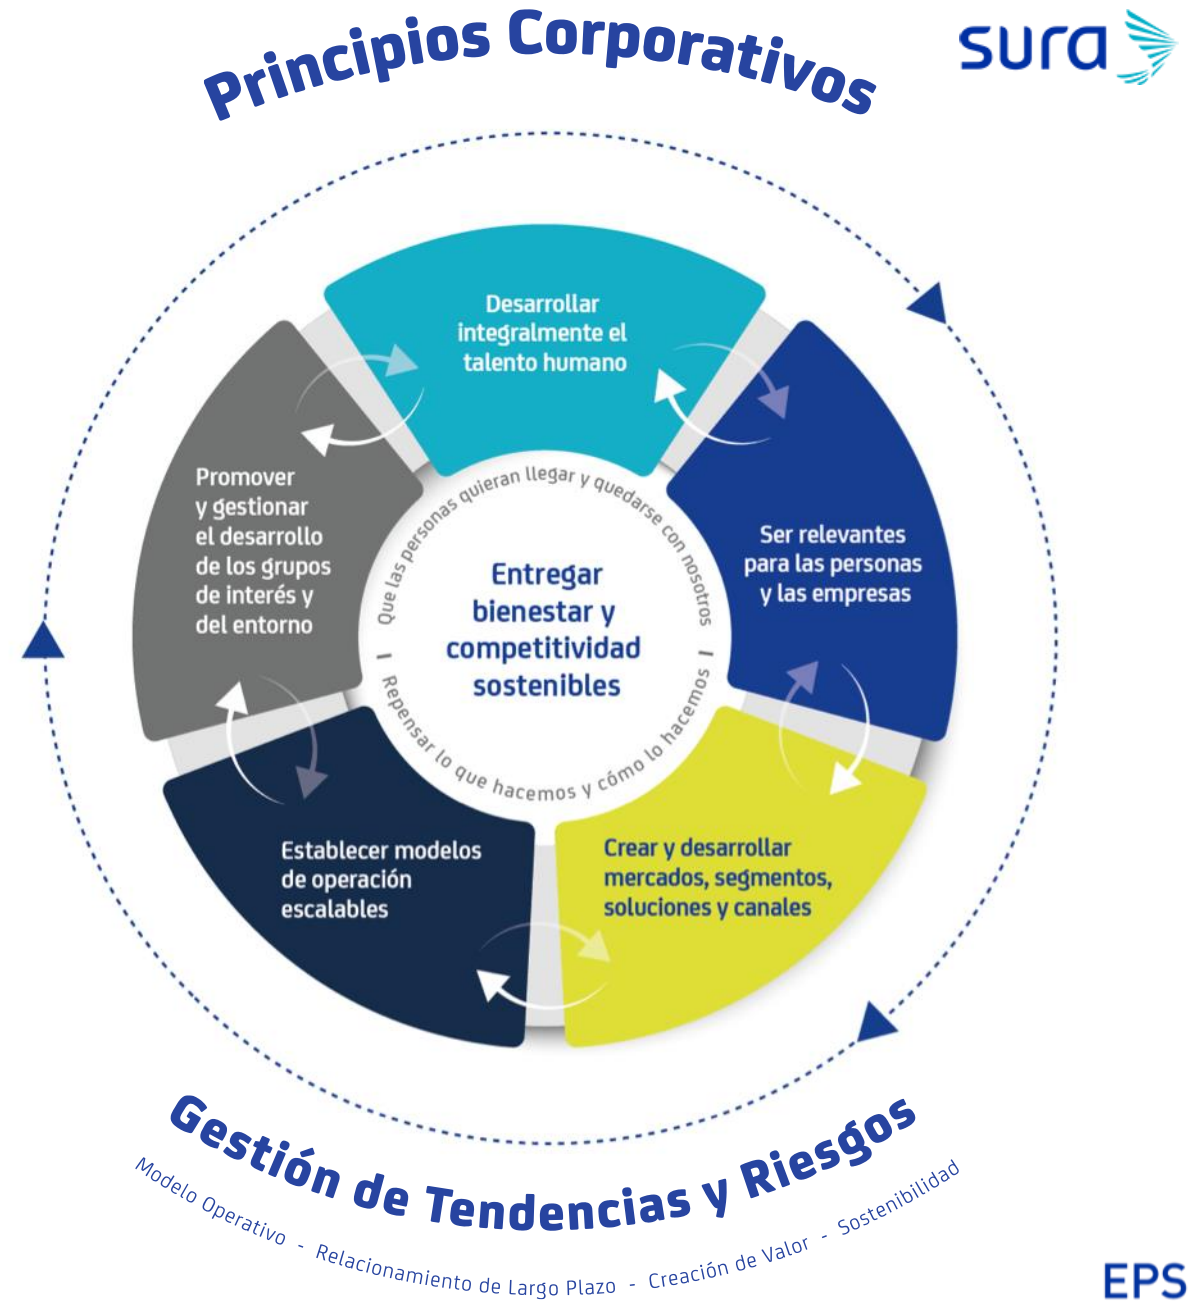 Principios Corporativos
sura
Desarrollar
integralmente el
talento humano
Ser relevantes
para las personas
y las empresas
Crear y desarrollar
mercados, segmentos,
soluciones y canales
Establecer modelos
de operación
escalables
Promover
y gestionar
el desarrollo
de los grupos
de interés y
del entorno
Que las personas quieran llegar y quedarse con nosotros
Repensar lo que hacemos y cómo lo hacemos
Entregar
bienestar y
competitividad
sostenibles
Gestión de Tendencias y Riesgos
Modelo Operativo - Relacionamiento de Largo Plazo - Creación de Valor - Sostenibilidad
EPS